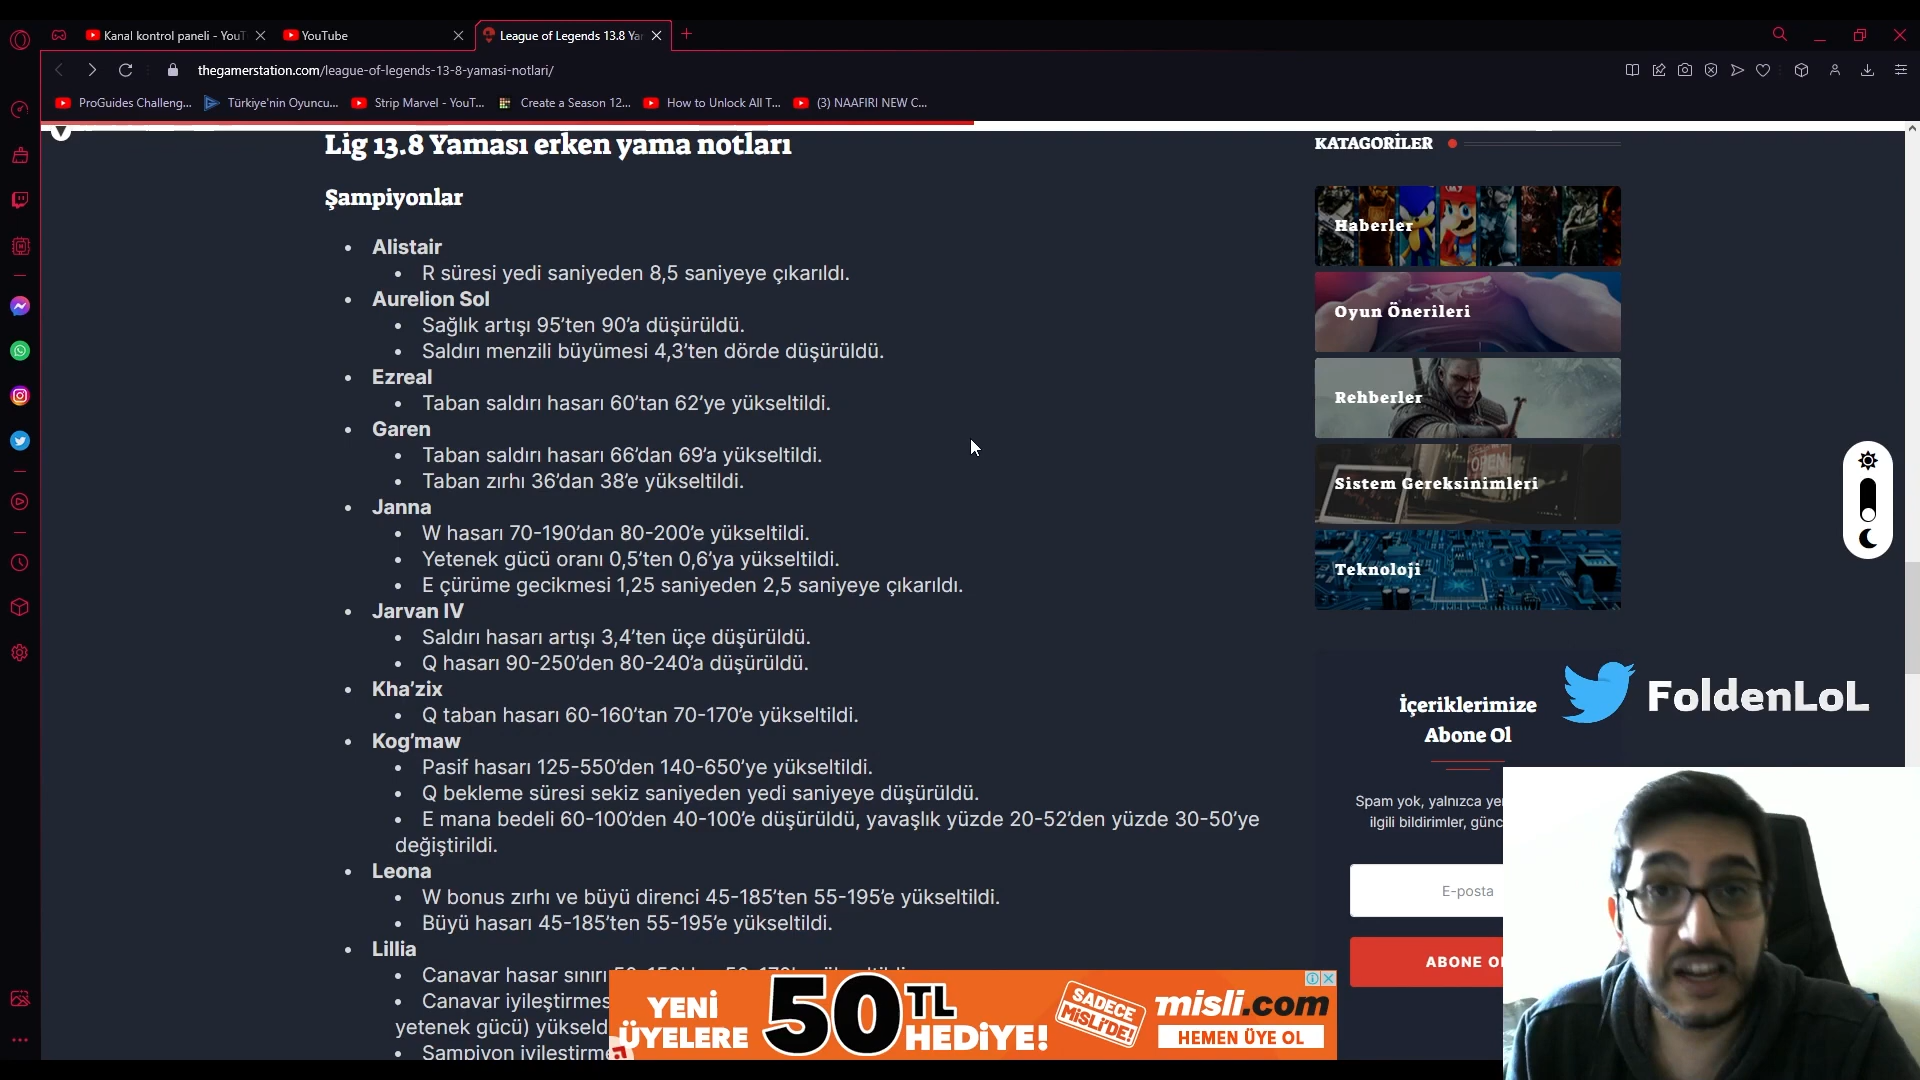 Kanal kontrol paneli - YouT
YouTube
League of Legends 13.8 Ya
thegamerstation.com/league-of-legends-13-8-yamasi-notlari/
ProGuides Challeng...
Türkiye'nin Oyuncu...
Strip Marvel - YouT...
Create a Season 12...
How to Unlock All T...
(3) NAAFIRI NEW C...
Lig 13.8 Yaması erken yama notları
Şampiyonlar
• Alistair
• R süresi yedi saniyeden 8,5 saniyeye çıkarıldı.
• Aurelion Sol
• Sağlık artışı 95'ten 90'a düşürüldü.
• Saldırı menzili büyümesi 4,3'ten dörde düşürüldü.
• Ezreal
• Taban saldırı hasarı 60'tan 62'ye yükseltildi.
• Garen
• Taban saldırı hasarı 66'dan 69'a yükseltildi.
• Taban zırhı 36'dan 38'e yükseltildi.
• Janna
• W hasarı 70-190'dan 80-200'e yükseltildi.
• Yetenek gücü oranı 0,5'ten 0,6'ya yükseltildi.
• E çürüme gecikmesi 1,25 saniyeden 2,5 saniyeye çıkarıldı.
• Jarvan IV
• Saldırı hasarı artışı 3,4'ten üçe düşürüldü.
• Q hasarı 90-250'den 80-240'a düşürüldü.
• Kha'zix
• Q taban hasarı 60-160'tan 70-170'e yükseltildi.
• Kog'maw
• Pasif hasarı 125-550'den 140-650'ye yükseltildi.
• Q bekleme süresi sekiz saniyeden yedi saniyeye düşürüldü.
• E mana bedeli 60-100'den 40-100'e düşürüldü, yavaşlık yüzde 20-52'den yüzde 30-50'ye
değiştirildi.
• Leona
• W bonus zırhı ve büyü direnci 45-185'ten 55-195'e yükseltildi.
• Büyü hasarı 45-185'ten 55-195'e yükseltildi.
• Lillia
• Canavar hasar sınırı
• Canavar iyileştirmes
yetenek gücü) yükseld
• Şampiyon iyileştirme
KATAGORİLER
Haberler
Oyun Önerileri
Rehberler
OPEN
Sistem Gereksinimleri
Teknoloji
İçeriklerimize
Abone Ol
FoldenLoL
Spam yok, yalnızca ye
ilgili bildirimler, günc
E-posta
ABONE O
YENİ
ÜYELERE
50 TL
HEDİYE!
SADECE
MİSLİ'DE!
misli.com
HEMEN ÜYE OL